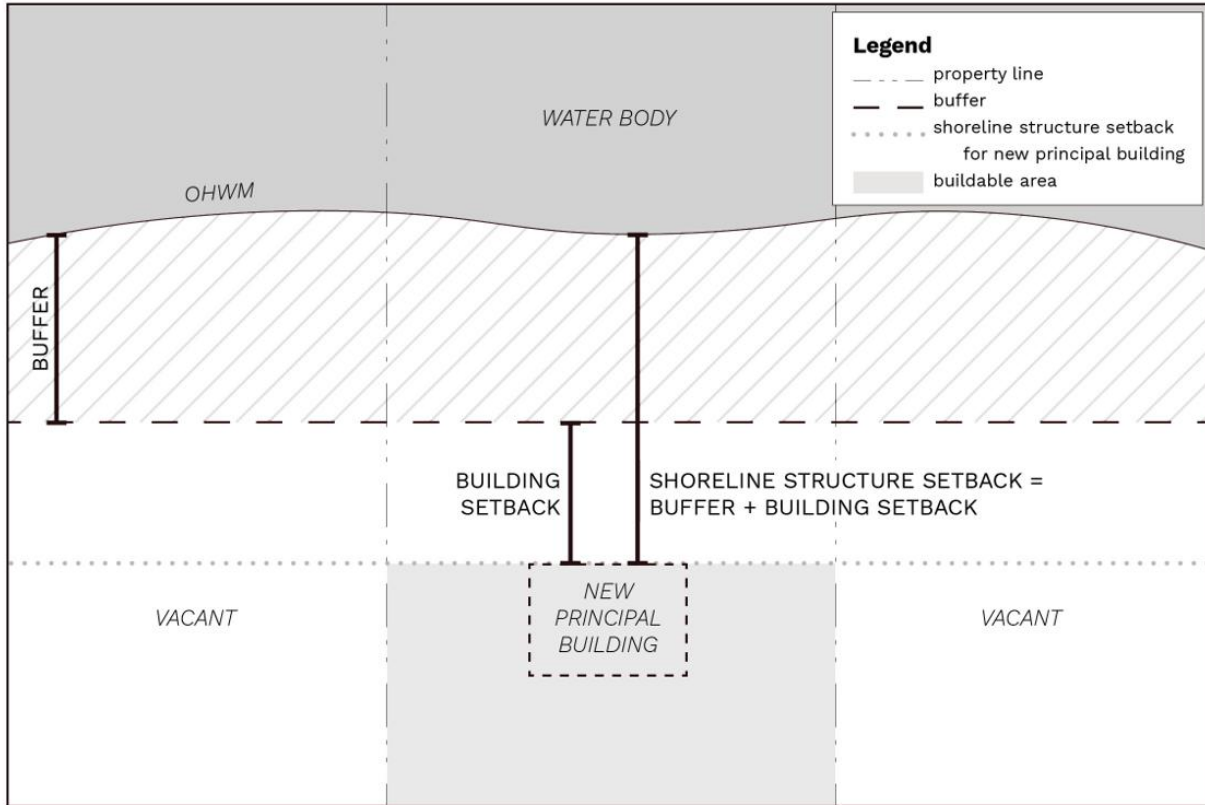 Legend
property line
buffer
shoreline structure setback
for new principal building
buildable area
WATER BODY
OHWM
BUFFER
BUILDING
SETBACK
SHORELINE STRUCTURE SETBACK =
BUFFER + BUILDING SETBACK
VACANT
NEW
PRINCIPAL
BUILDING
VACANT